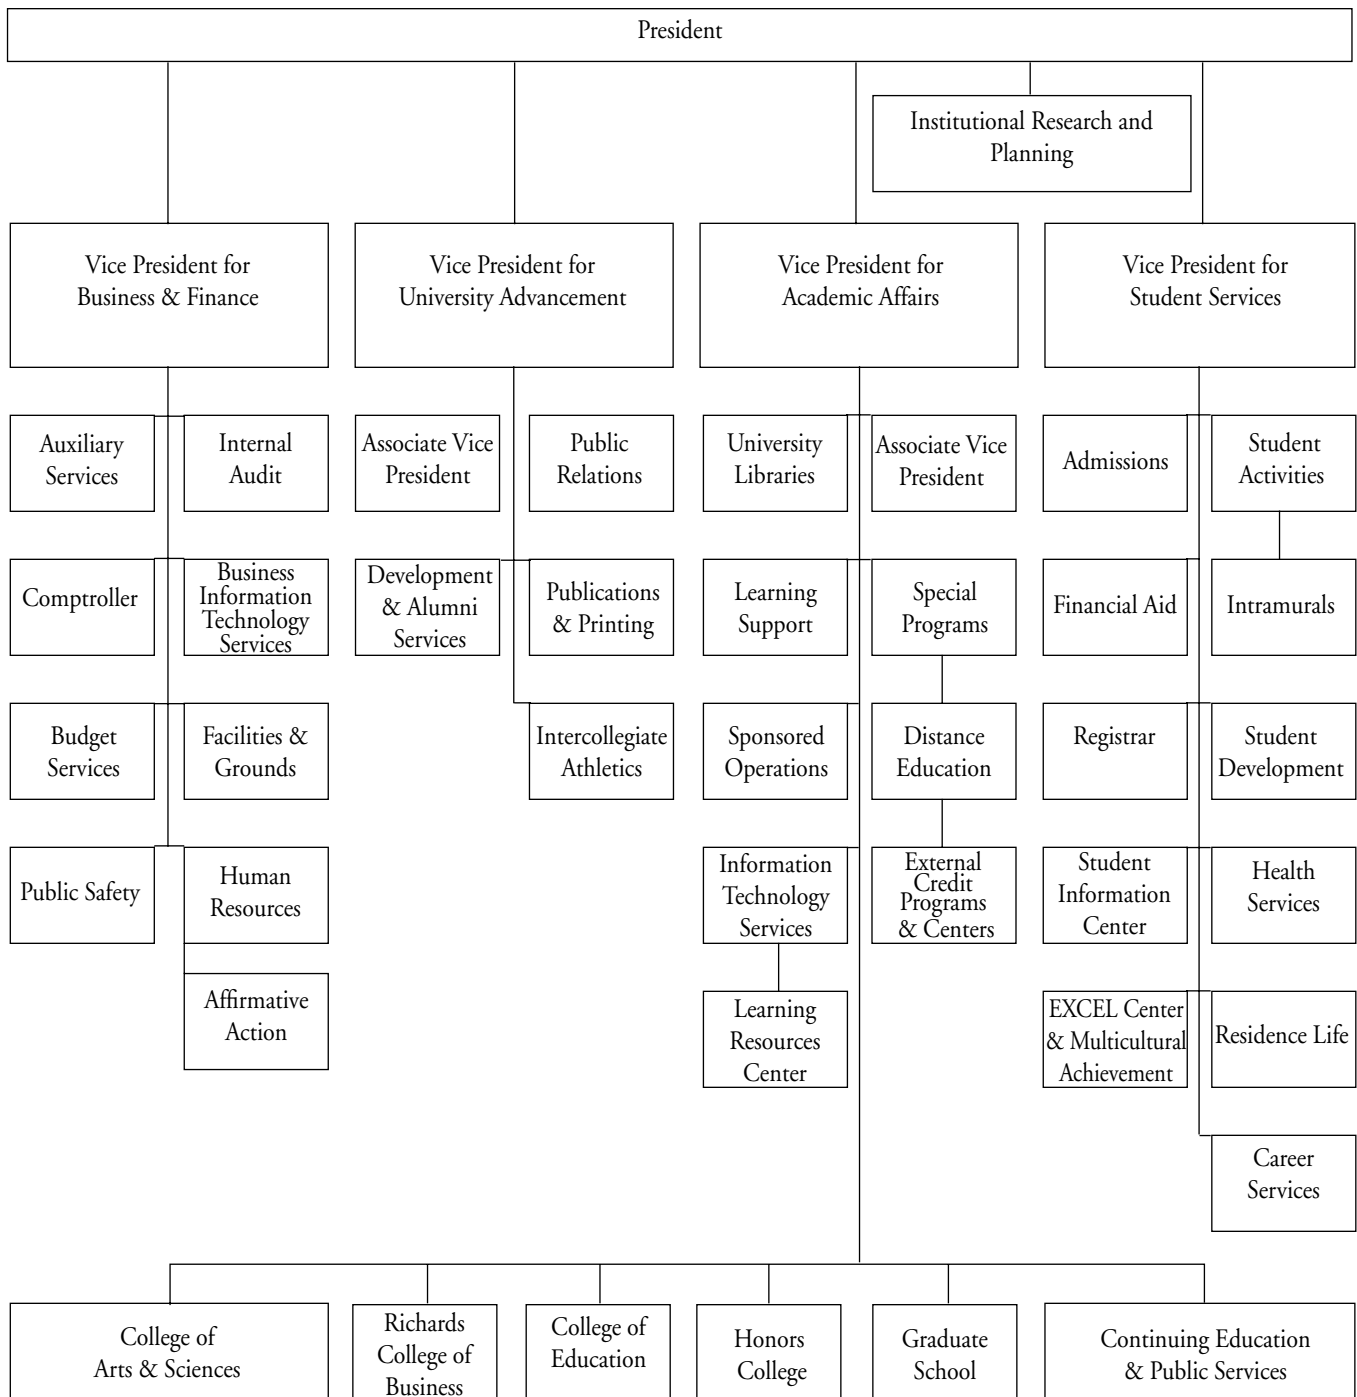 President
Institutional Research and
Planning
Vice President for
Business & Finance
Vice President for
University Advancement
Vice President for
Academic Affairs
Vice President for
Student Services
Auxiliary
Services
Internal
Audit
Associate Vice
President
Public
Relations
University
Libraries
Associate Vice
President
Admissions
Student
Activities
Comptroller
Business
Information
Technology
Services
Development
& Alumni
Services
Publications
& Printing
Learning
Support
Special
Programs
Financial Aid
Intramurals
Budget
Services
Facilities &
Grounds
Intercollegiate
Athletics
Sponsored
Operations
Distance
Education
Registrar
Student
Development
Public Safety
Human
Resources
Information
Technology
Services
External
Credit
Programs
& Centers
Student
Information
Center
Health
Services
Affirmative
Action
Learning
Resources
Center
EXCEL Center
& Multicultural
Achievement
Residence Life
Career
Services
College of
Arts & Sciences
Richards
College of
Business
College of
Education
Honors
College
Graduate
School
Continuing Education
& Public Services